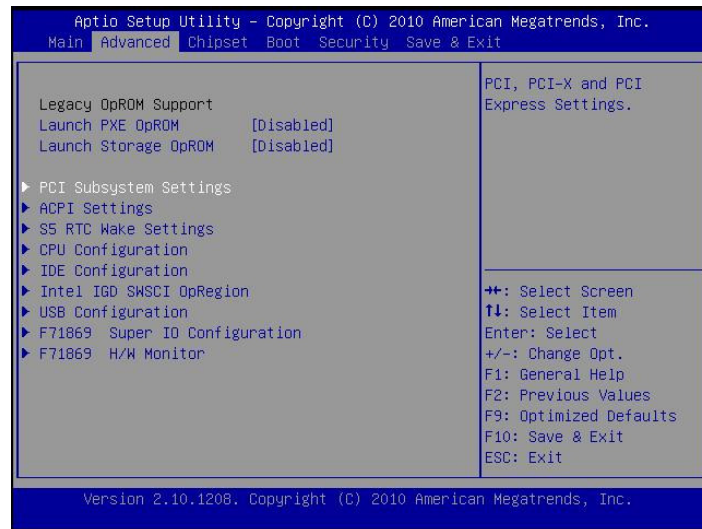 Aptio Setup Utility – Copyright (C) 2010 American Megatrends, Inc.
Main Advanced Chipset Boot Security Save & Exit
Legacy OpROM Support
Launch PXE OpROM [Disabled]
Launch Storage OpROM [Disabled]
PCI Subsystem Settings
ACPI Settings
S5 RTC Wake Settings
CPU Configuration
IDE Configuration
Intel IGD SWSCI OpRegion
USB Configuration
F71869 Super IO Configuration
F71869 H/W Monitor
PCI, PCI-X and PCI
Express Settings.
→←: Select Screen
↑↓: Select Item
Enter: Select
+/-: Change Opt.
F1: General Help
F2: Previous Values
F9: Optimized Defaults
F10: Save & Exit
ESC: Exit
Version 2.10.1208. Copyright (C) 2010 American Megatrends, Inc.